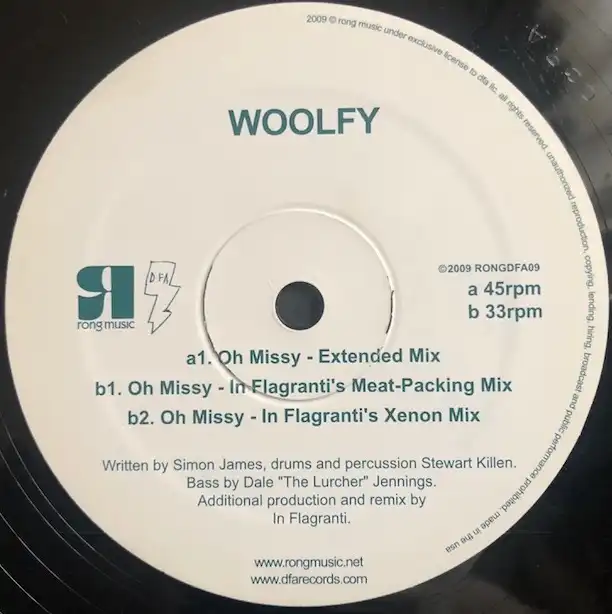 2009 © rong music under exclusive license to dfa llc. all rights reserved. unauthorized reproduction, copying, lending, hiring, broadcast and public performance prohibited. made in the usa
WOOLFY
rong music
DFA
©2009 RONGDFA09
a 45rpm
b 33rpm
a1. Oh Missy - Extended Mix
b1. Oh Missy - In Flagranti's Meat-Packing Mix
b2. Oh Missy - In Flagranti's Xenon Mix
Written by Simon James, drums and percussion Stewart Killen.
Bass by Dale "The Lurcher" Jennings.
Additional production and remix by
In Flagranti.
www.rongmusic.net
www.dfarecords.com